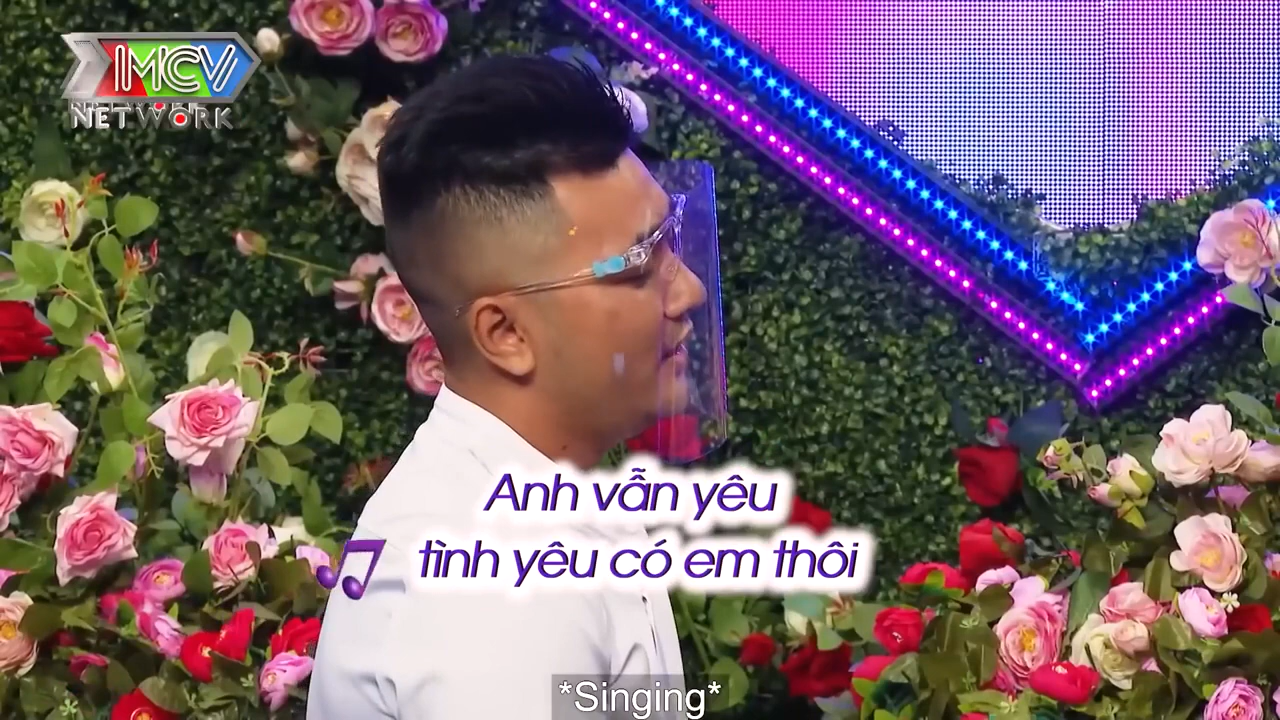 MCV
NETWORK
Anh vẫn yêu
tình yêu có em thôi
*Singing*